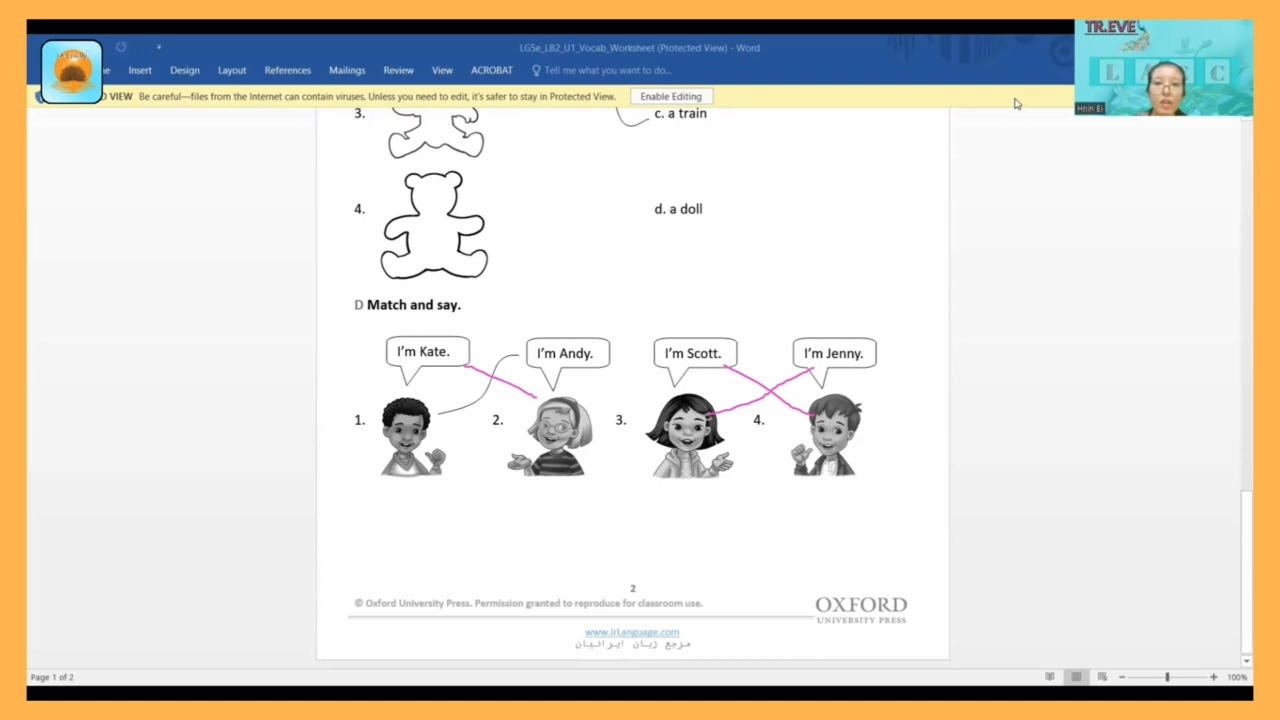 LG5e_LB2_U1_Vocab_Worksheet (Protected View) - Word
Insert Design Layout References Mailings Review View ACROBAT Tell me what you want to do...
VIEW Be careful—files from the Internet can contain viruses. Unless you need to edit, it's safer to stay in Protected View. Enable Editing
TR.EVE
L A C
Hnin Ei
3. c. a train
4. d. a doll
D Match and say.
I'm Kate. I'm Andy. I'm Scott. I'm Jenny.
1. 2. 3. 4.
2
© Oxford University Press. Permission granted to reproduce for classroom use.
OXFORD
UNIVERSITY PRESS
www.irLanguage.com
مرجع زبان ایرانیان
Page 1 of 2
100%